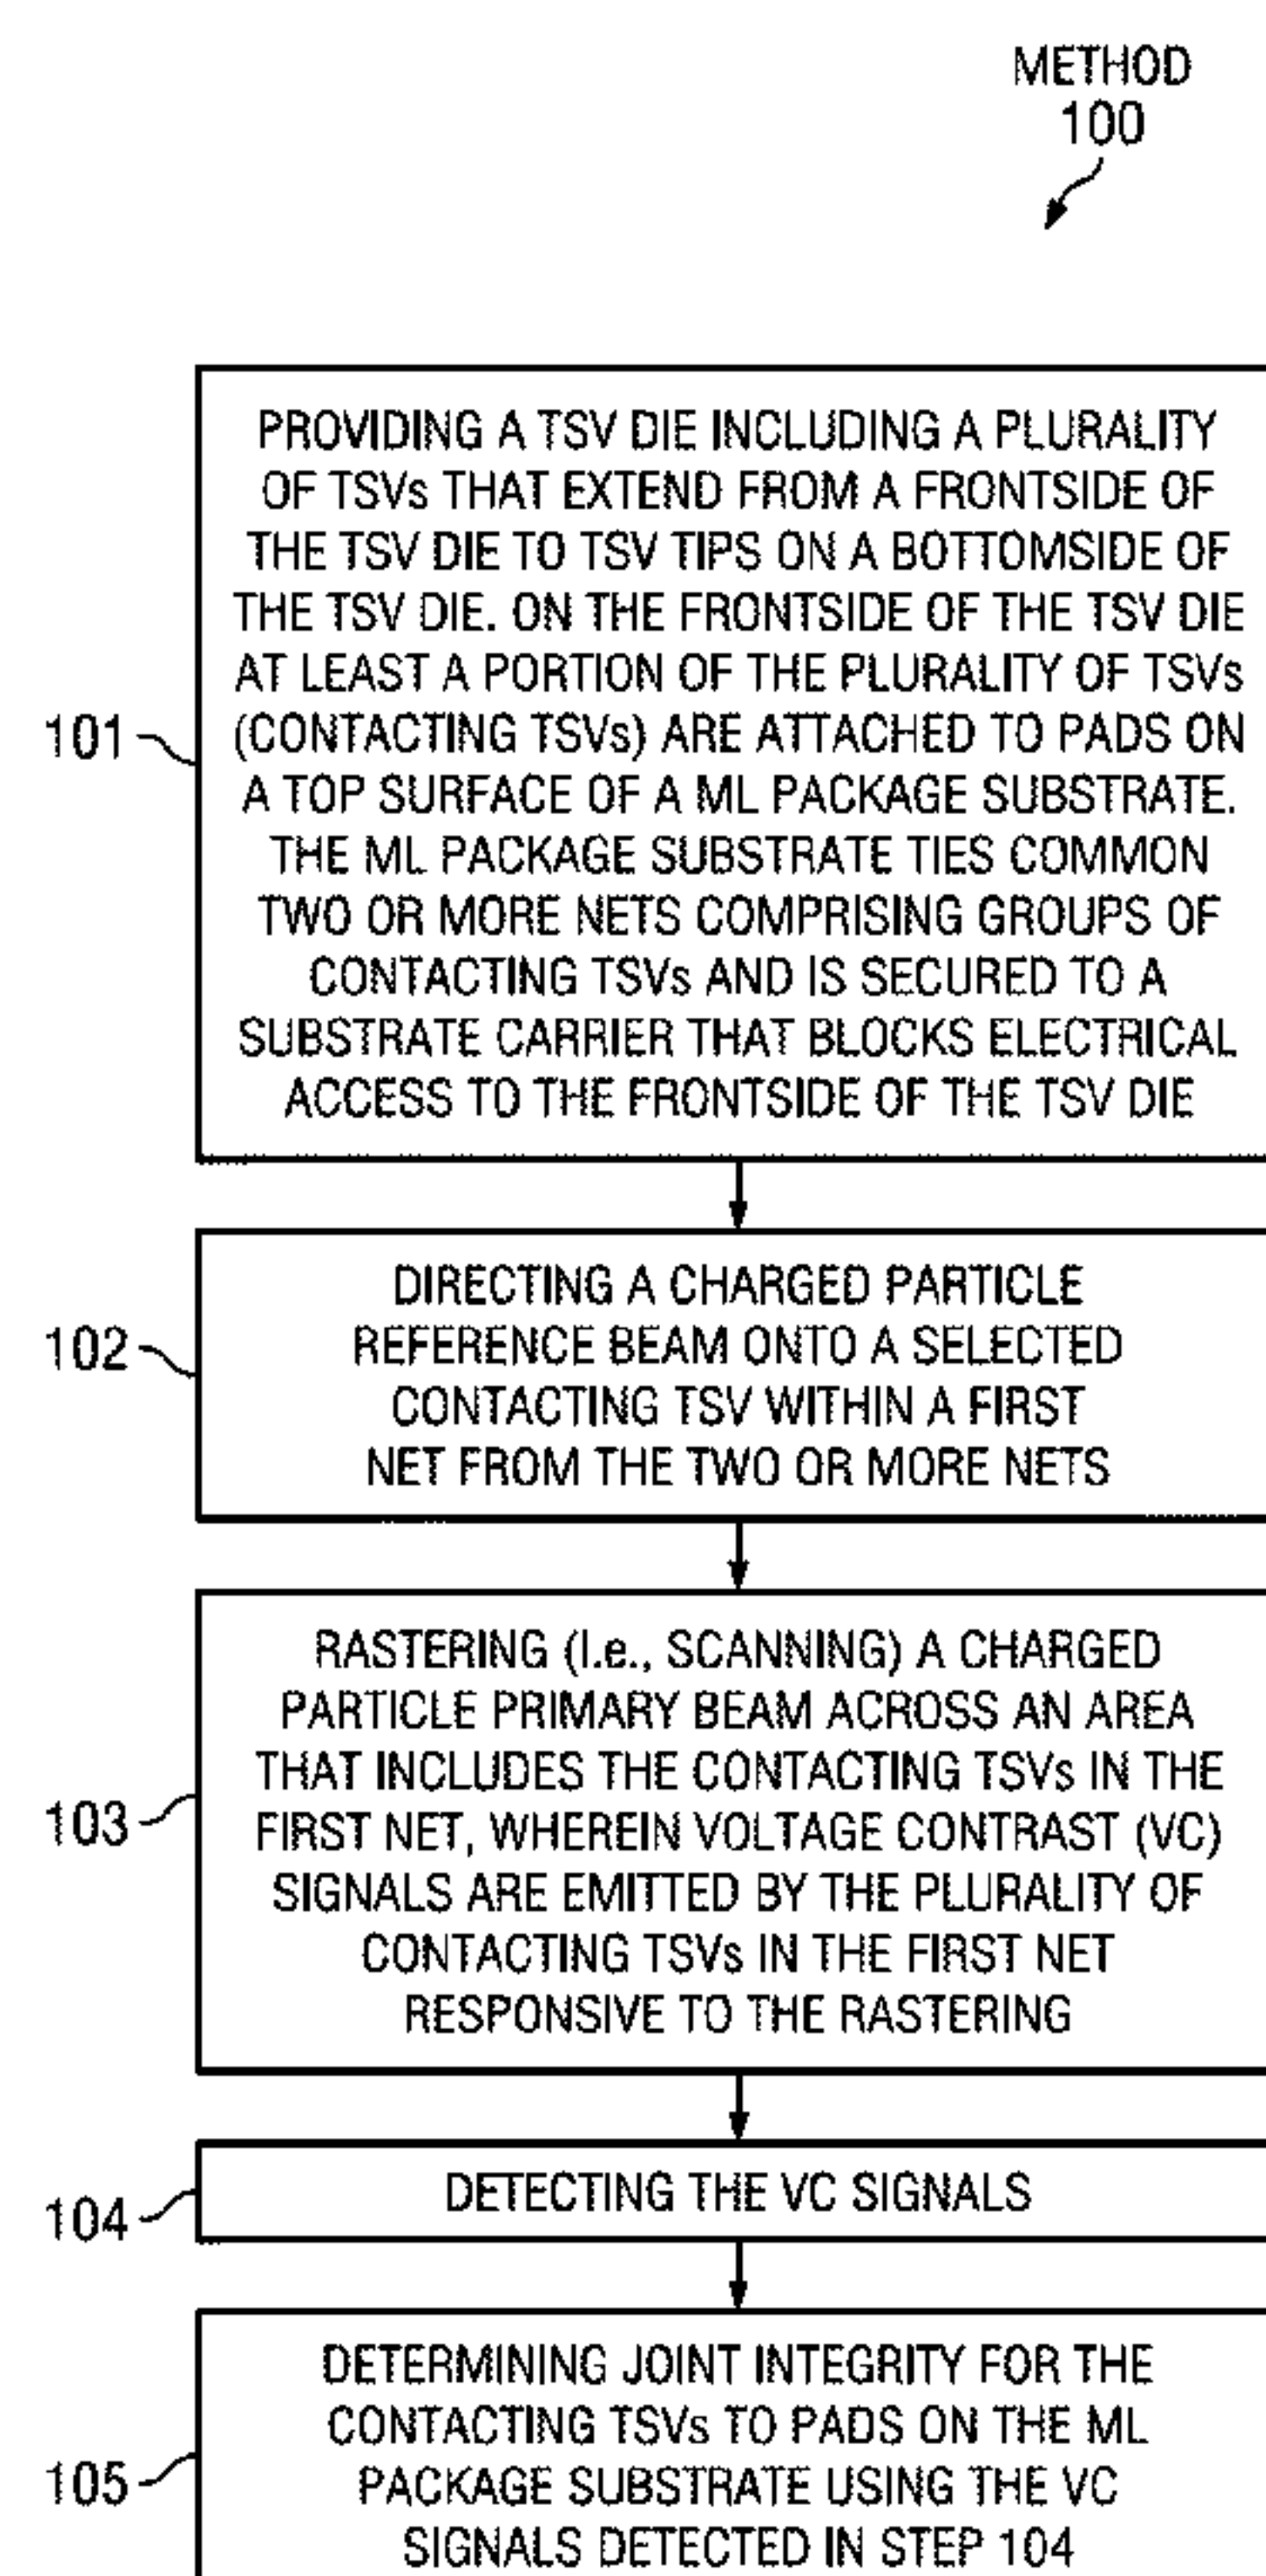 METHOD
100
PROVIDING A TSV DIE INCLUDING A PLURALITY
OF TSVs THAT EXTEND FROM A FRONTSIDE OF
THE TSV DIE TO TSV TIPS ON A BOTTOMSIDE OF
THE TSV DIE. ON THE FRONTSIDE OF THE TSV DIE
AT LEAST A PORTION OF THE PLURALITY OF TSVs
(CONTACTING TSVs) ARE ATTACHED TO PADS ON
A TOP SURFACE OF A ML PACKAGE SUBSTRATE.
THE ML PACKAGE SUBSTRATE TIES COMMON
TWO OR MORE NETS COMPRISING GROUPS OF
CONTACTING TSVs AND IS SECURED TO A
SUBSTRATE CARRIER THAT BLOCKS ELECTRICAL
ACCESS TO THE FRONTSIDE OF THE TSV DIE
101
DIRECTING A CHARGED PARTICLE
REFERENCE BEAM ONTO A SELECTED
CONTACTING TSV WITHIN A FIRST
NET FROM THE TWO OR MORE NETS
102
RASTERING (I.e., SCANNING) A CHARGED
PARTICLE PRIMARY BEAM ACROSS AN AREA
THAT INCLUDES THE CONTACTING TSVs IN THE
FIRST NET, WHEREIN VOLTAGE CONTRAST (VC)
SIGNALS ARE EMITTED BY THE PLURALITY OF
CONTACTING TSVs IN THE FIRST NET
RESPONSIVE TO THE RASTERING
103
DETECTING THE VC SIGNALS
104
DETERMINING JOINT INTEGRITY FOR THE
CONTACTING TSVs TO PADS ON THE ML
PACKAGE SUBSTRATE USING THE VC
SIGNALS DETECTED IN STEP 104
105